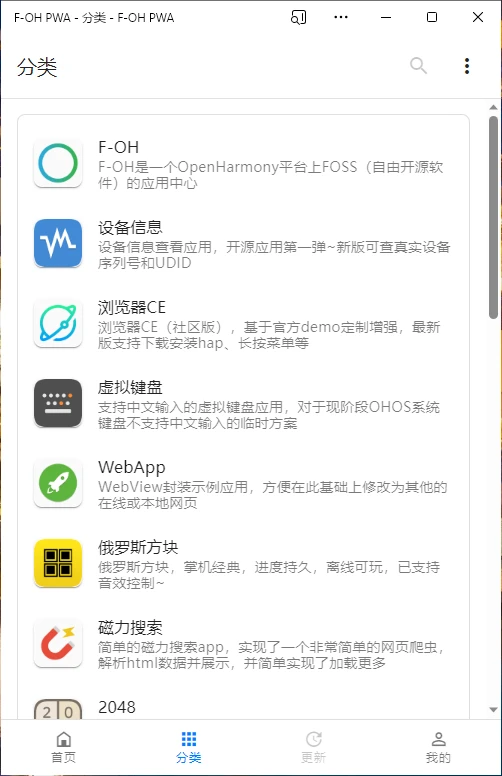 F-OH PWA - 分类 - F-OH PWA
分类
F-OH
F-OH是一个OpenHarmony平台上FOSS（自由开源软
件）的应用中心
设备信息
设备信息查看应用，开源应用第一弹~新版可查真实设备
序列号和UDID
浏览器CE
浏览器CE（社区版），基于官方demo定制增强，最新
版支持下载安装hap、长按菜单等
虚拟键盘
支持中文输入的虚拟键盘应用，对于现阶段OHOS系统
键盘不支持中文输入的临时方案
WebApp
WebView封装示例应用，方便在此基础上修改为其他的
在线或本地网页
俄罗斯方块
俄罗斯方块，掌机经典，进度持久，离线可玩，已支持
音效控制~
磁力搜索
简单的磁力搜索app，实现了一个非常简单的网页爬虫，
解析html数据并展示，并简单实现了加载更多
20
2048
首页
分类
更新
我的